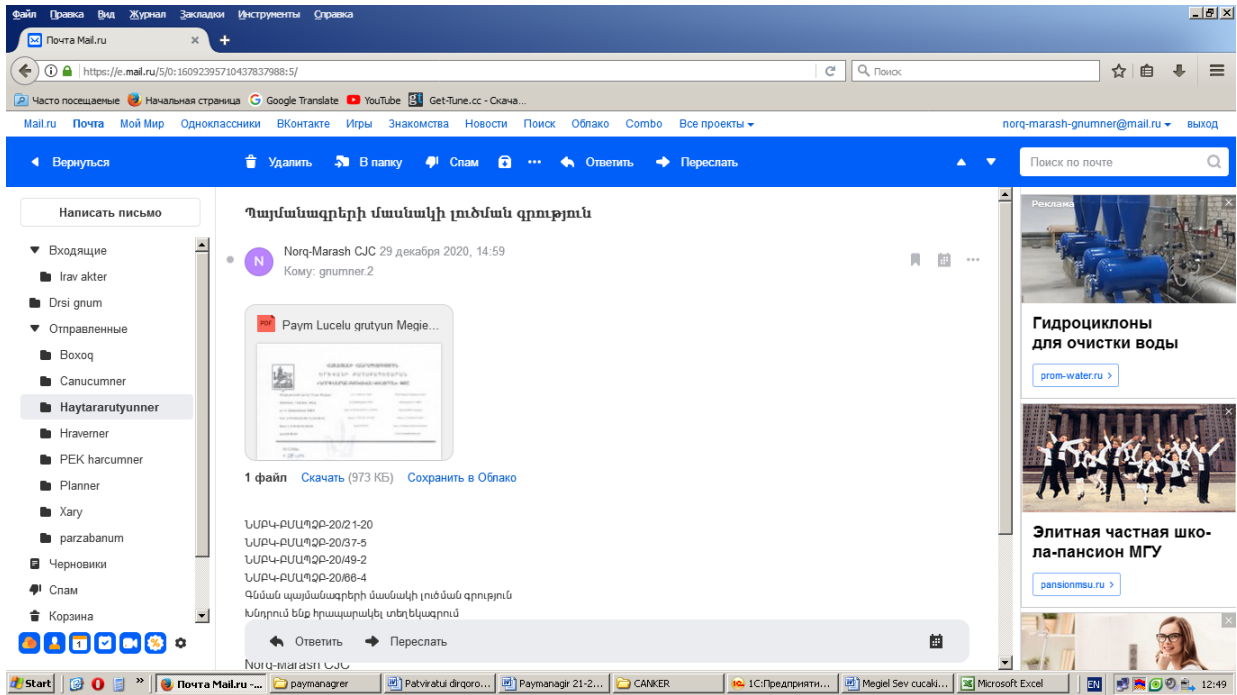 Файл Правка Вид Журнал Закладки Инструменты Справка
Почта Mail.ru
https://e.mail.ru/5/0:16092395710437837988:5/
Поиск
Часто посещаемые Начальная страница Google Translate YouTube Get-Tune.cc - Скача...
Mail.ru Почта Мой Мир Одноклассники ВКонтакте Игры Знакомства Новости Поиск Облако Combo Все проекты norq-marash-gnumner@mail.ru выход
Вернуться Удалить В папку Спам Ответить Переслать Поиск по почте
Написать письмо
Входящие
Irav akter
Drsi gnum
Отправленные
Boxoq
Canucumner
Haytararutyunner
Hraverner
PEK harcumner
Planner
Xary
parzabanum
Черновики
Спам
Корзина
Պայմանագրերի մասնակի լուծման գրություն
N
Norq-Marash CJC 29 декабря 2020, 14:59
Кому: gnumner.2
PDF Paym Lucelu grutyun Megie...
1 файл Скачать (973 КБ) Сохранить в Облако
ՆՄԲԿ-ԲՄԱՊՁԲ-20/21-20
ՆՄԲԿ-ԲՄԱՊՁԲ-20/37-5
ՆՄԲԿ-ԲՄԱՊՁԲ-20/49-2
ՆՄԲԿ-ԲՄԱՊՁԲ-20/66-4
Գնման պայմանագրերի մասնակի լուծման գրություն
Խնդրում ենք հրապարակել տեղեկագրում
Ответить Переслать
Norq-Marash CJC
Реклама
Гидроциклоны
для очистки воды
prom-water.ru
Элитная частная шко-
ла-пансион МГУ
pansionmsu.ru
Start Почта Mail.ru -... paymanagrer Patviratui dirqoro... Paymanagir 21-2... CANKER 1С:Предприяти... Megiel Sev cucaki... Microsoft Excel EN 12:49